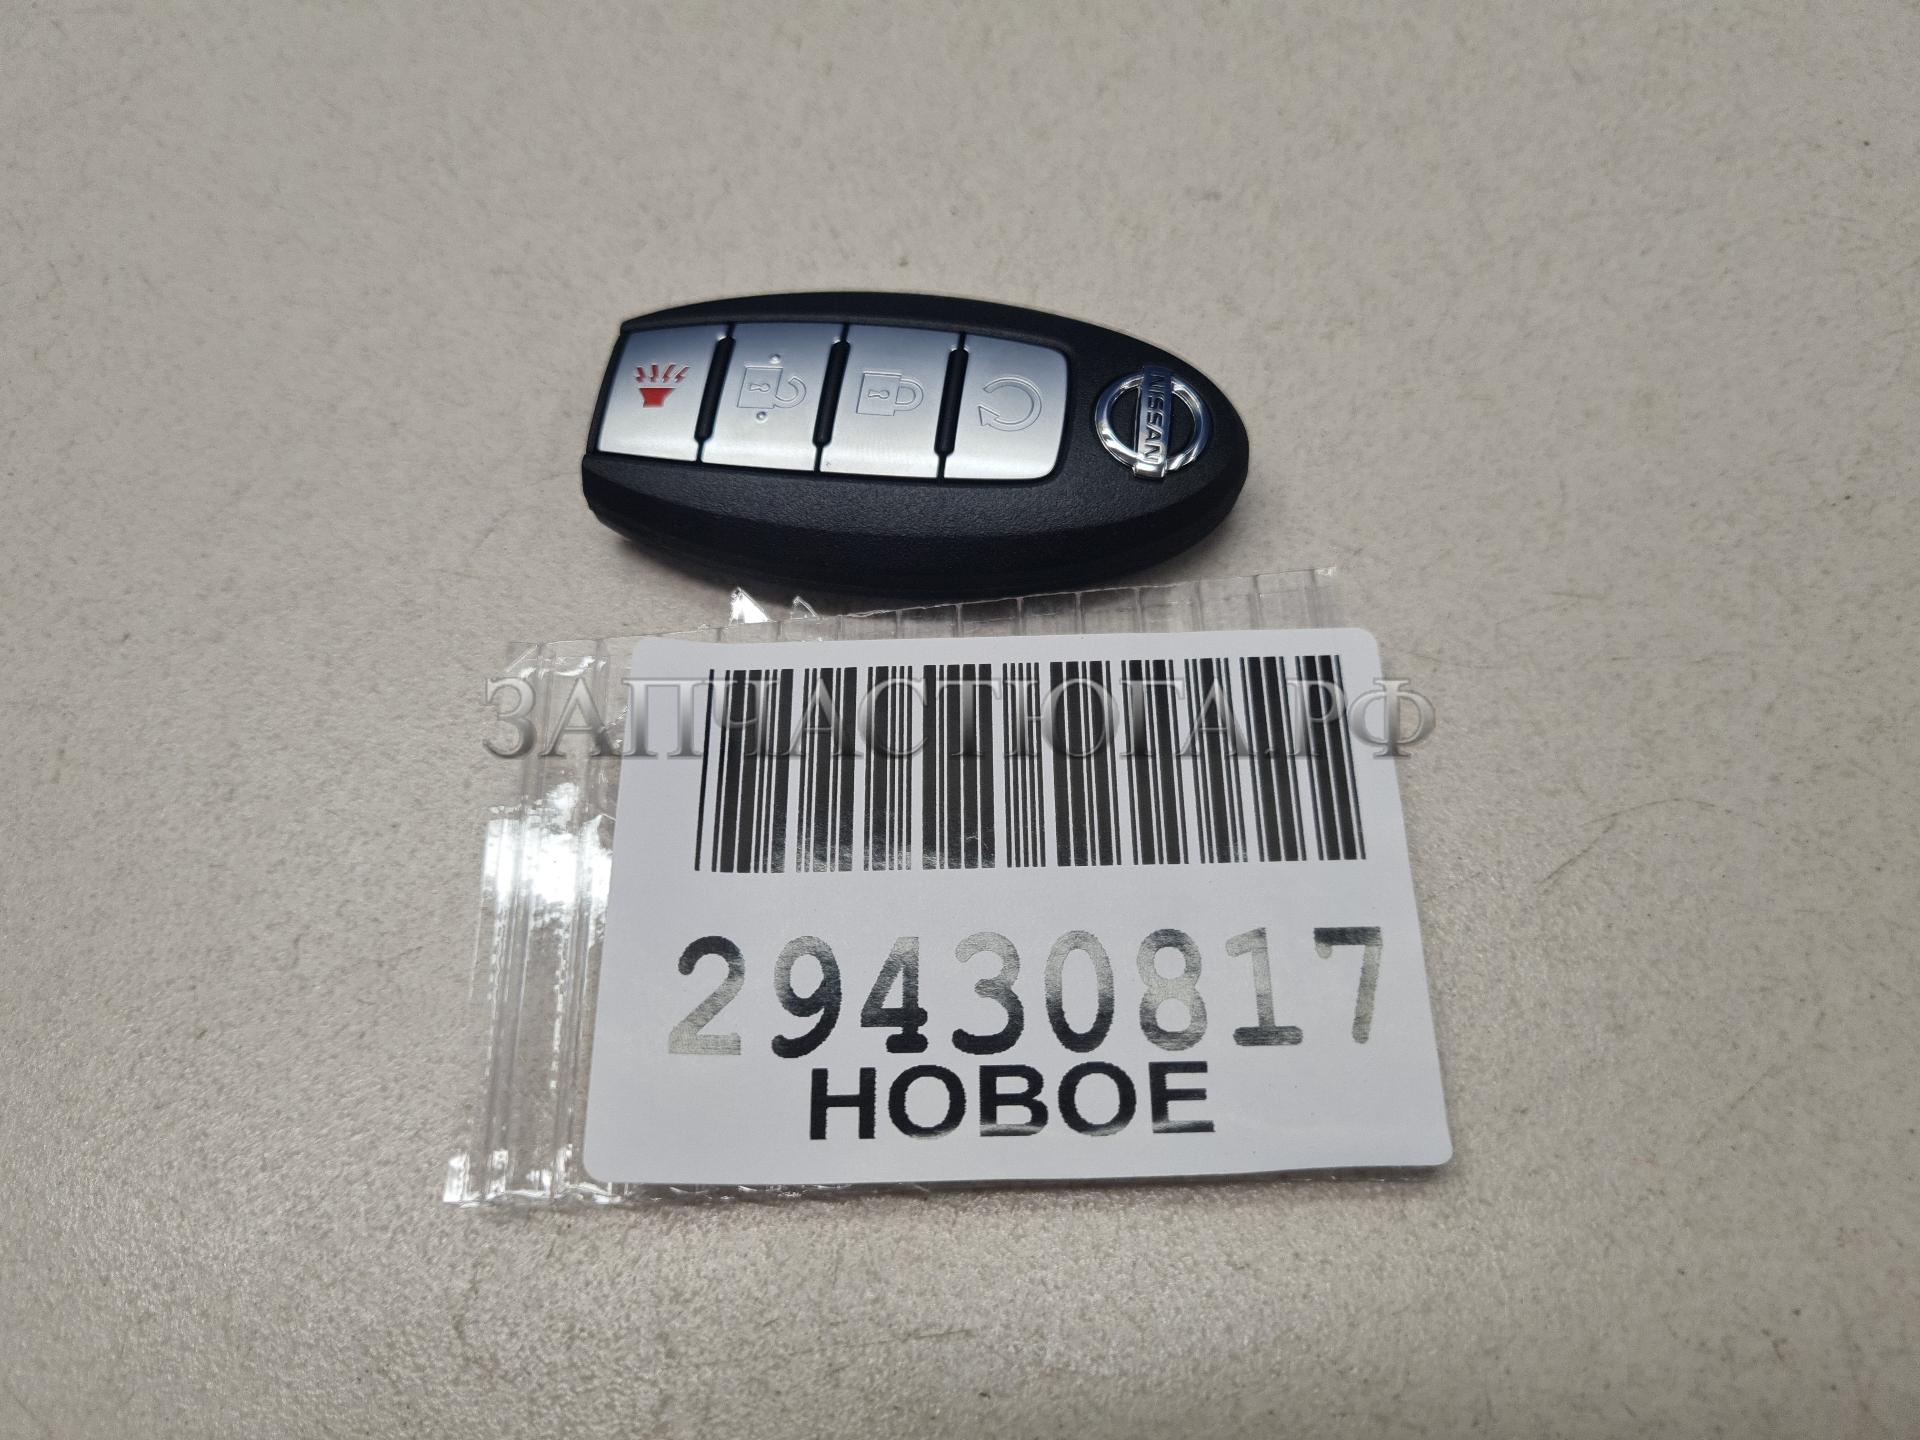 NISSAN
ЗАПЧАСТЮГА.РФ
29430817
НОВОЕ